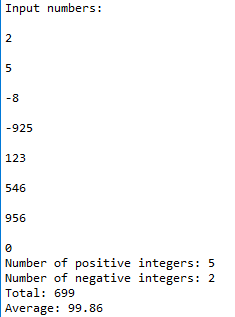 Input numbers:
2
5
-8
-925
123
546
956
0
Number of positive integers: 5
Number of negative integers: 2
Total: 699
Average: 99.86